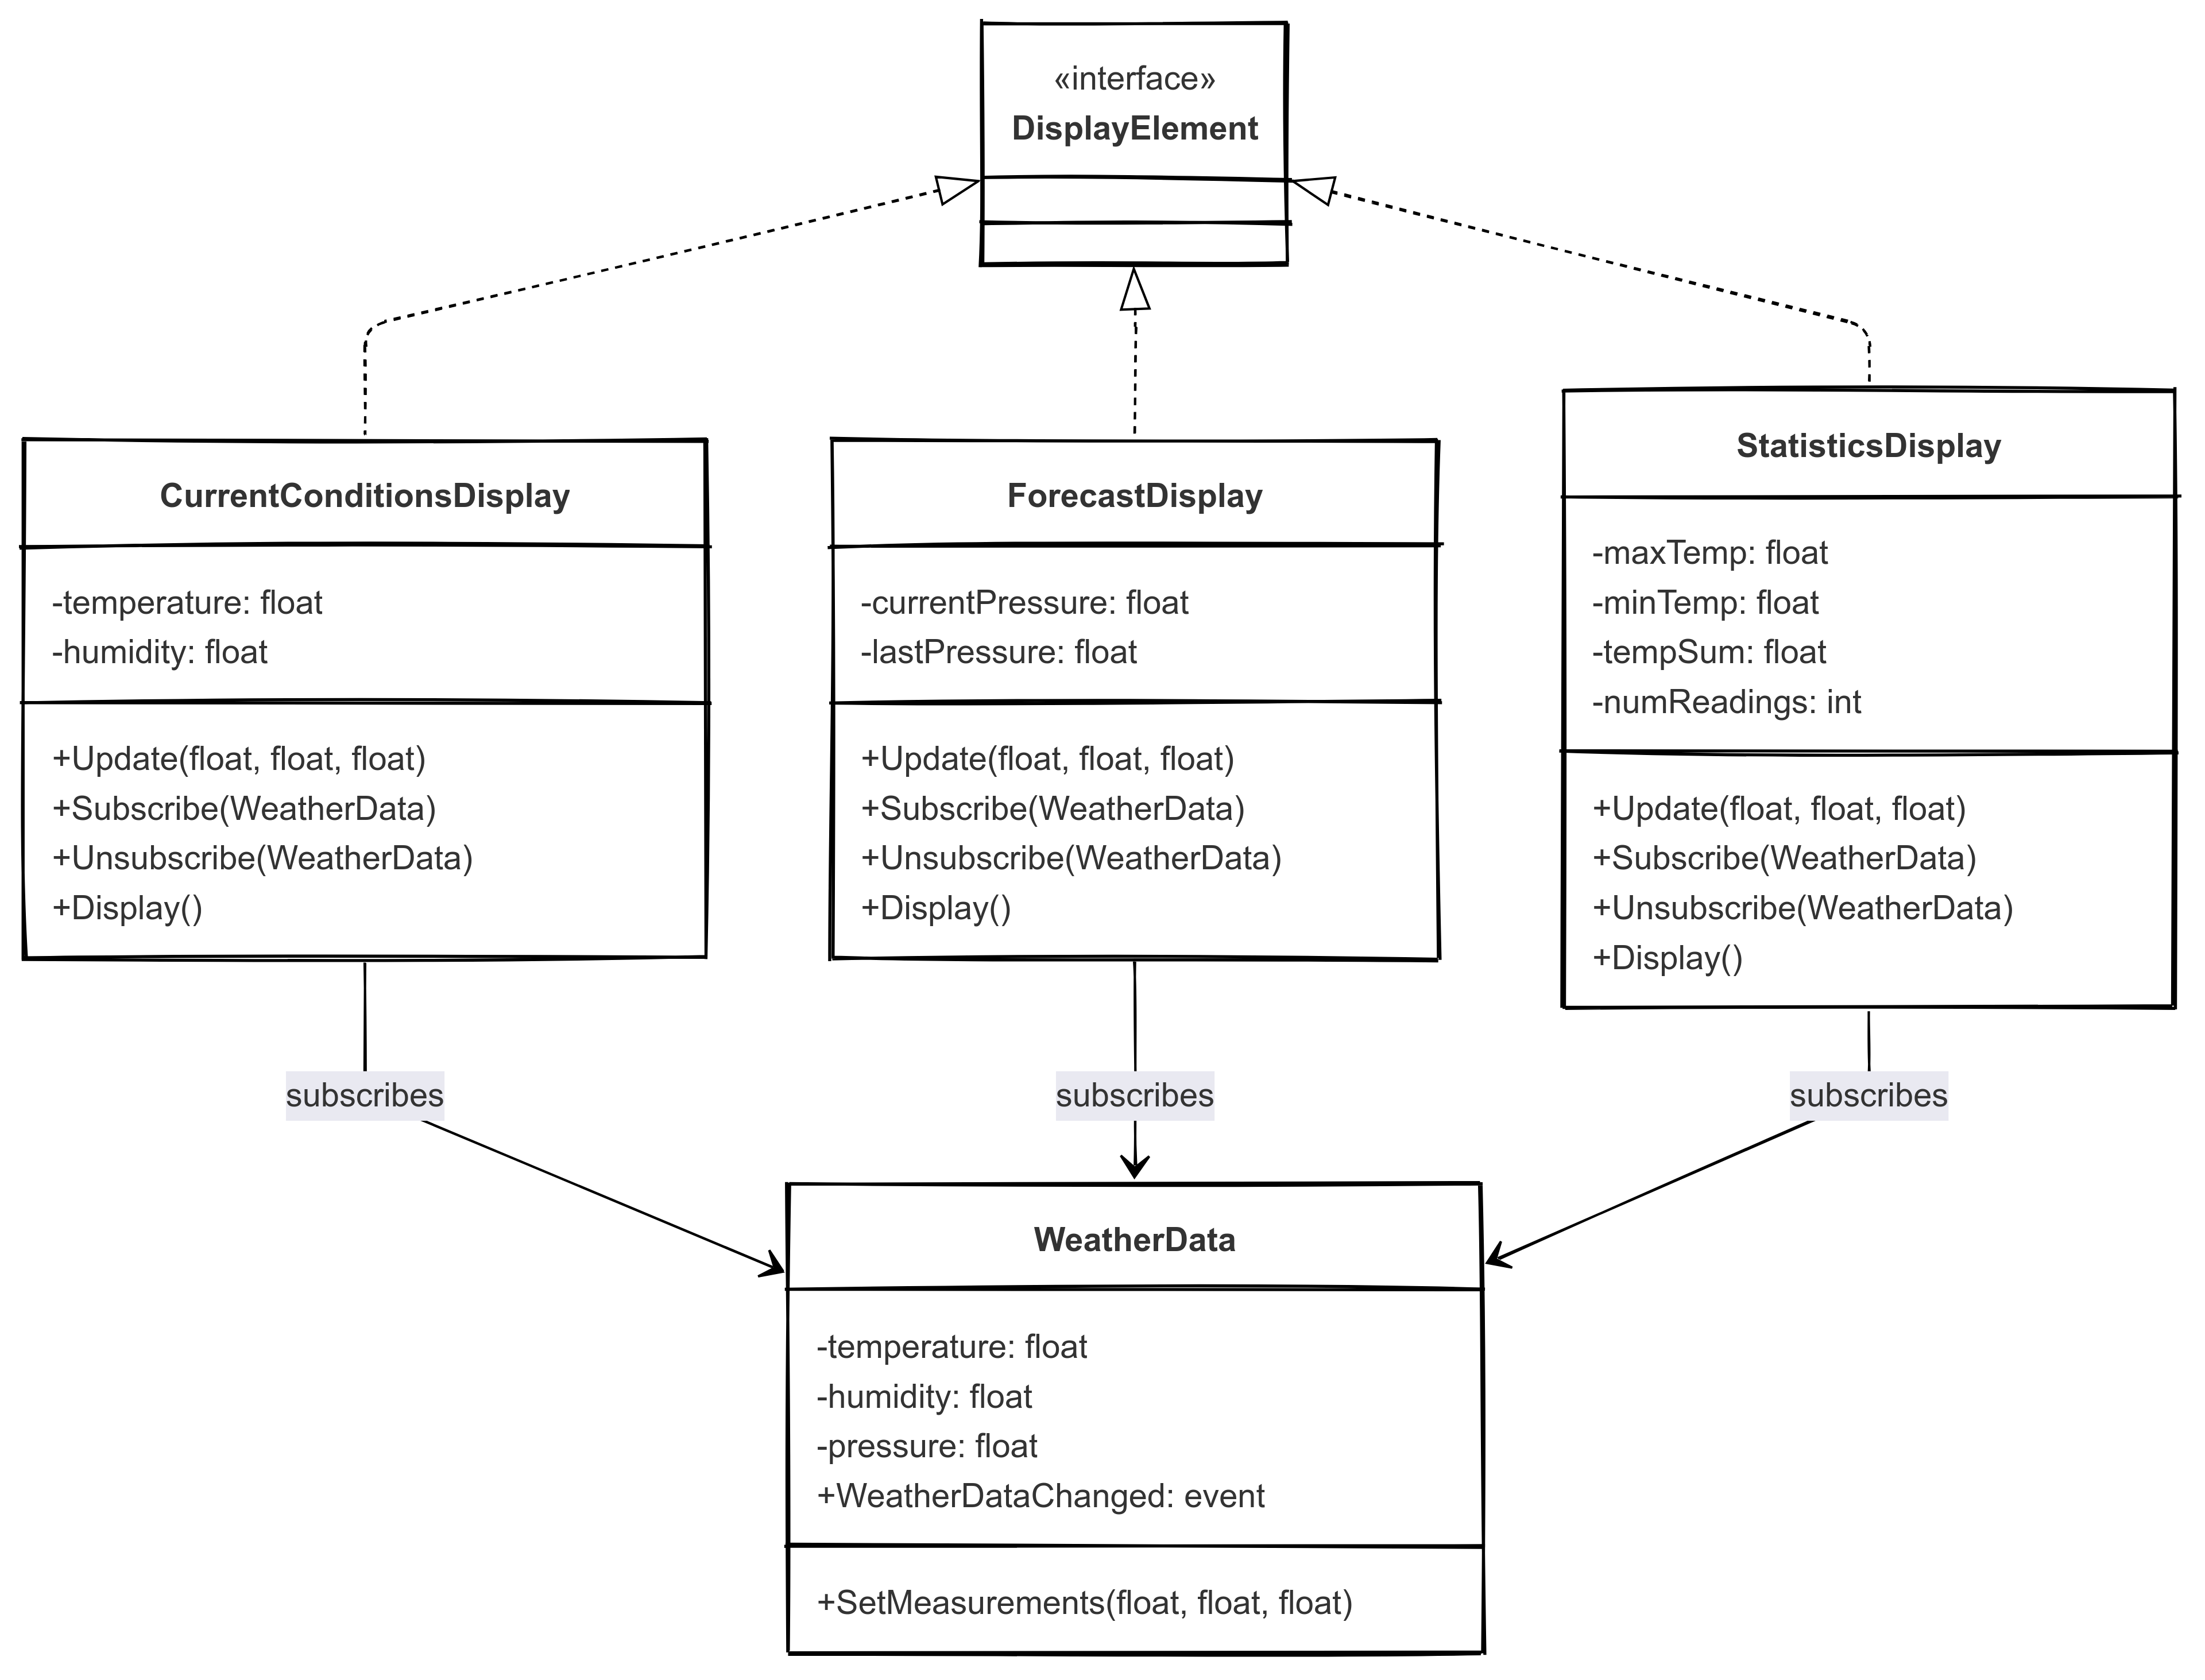 «interface»
DisplayElement
CurrentConditionsDisplay
-temperature: float
-humidity: float
+Update(float, float, float)
+Subscribe(WeatherData)
+Unsubscribe(WeatherData)
+Display()
ForecastDisplay
-currentPressure: float
-lastPressure: float
+Update(float, float, float)
+Subscribe(WeatherData)
+Unsubscribe(WeatherData)
+Display()
StatisticsDisplay
-maxTemp: float
-minTemp: float
-tempSum: float
-numReadings: int
+Update(float, float, float)
+Subscribe(WeatherData)
+Unsubscribe(WeatherData)
+Display()
subscribes
subscribes
subscribes
WeatherData
-temperature: float
-humidity: float
-pressure: float
+WeatherDataChanged: event
+SetMeasurements(float, float, float)